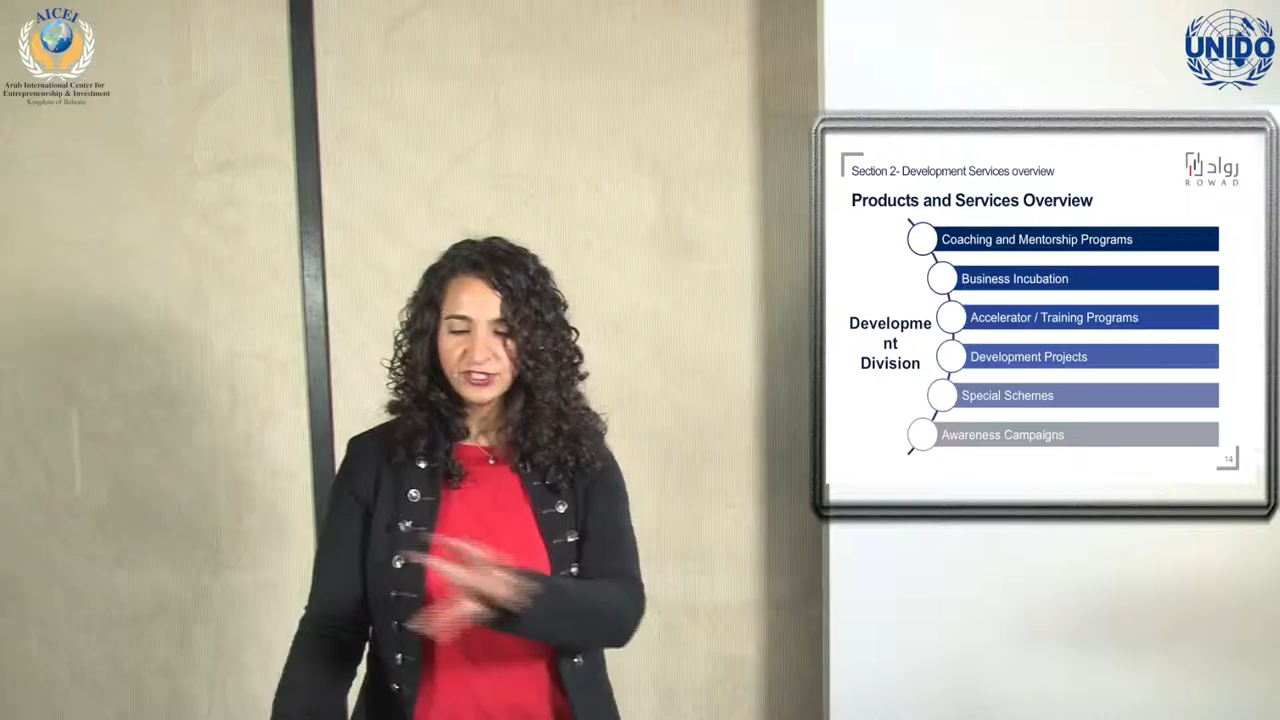 AICEI
Arab International Center for
Entrepreneurship & Investment
Kingdom of Bahrain
UNIDO
Section 2- Development Services overview
رواد
ROWAD
Products and Services Overview
Coaching and Mentorship Programs
Business Incubation
Accelerator / Training Programs
Developme
nt
Division
Development Projects
Special Schemes
Awareness Campaigns
14